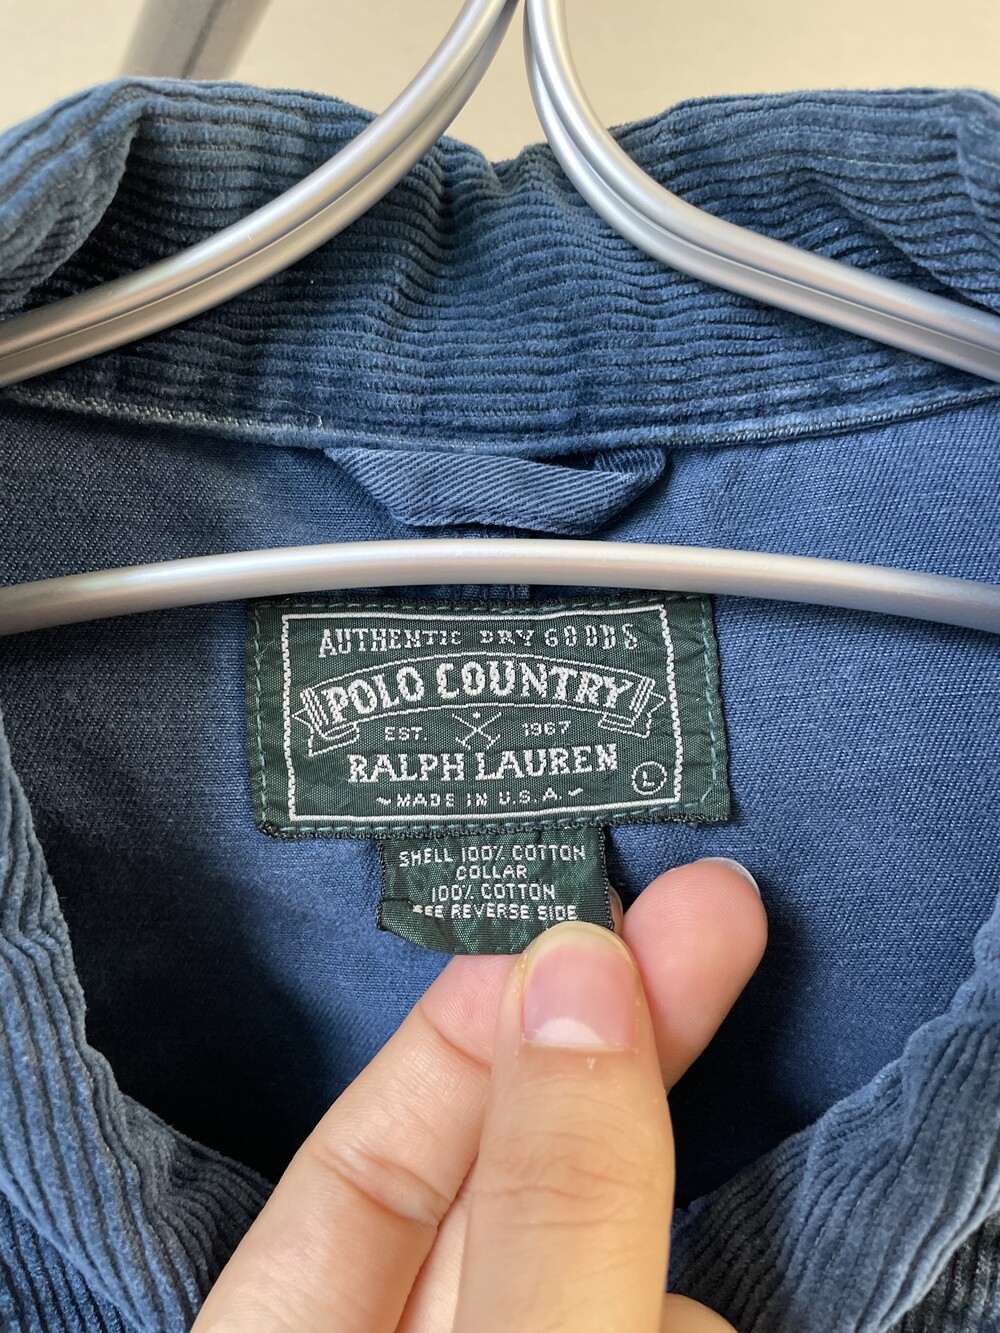 AUTHENTIC DRY GOODS
POLO COUNTRY
EST. 1967
RALPH LAUREN
L
MADE IN U.S.A.
SHELL 100% COTTON
COLLAR
100% COTTON
SEE REVERSE SIDE